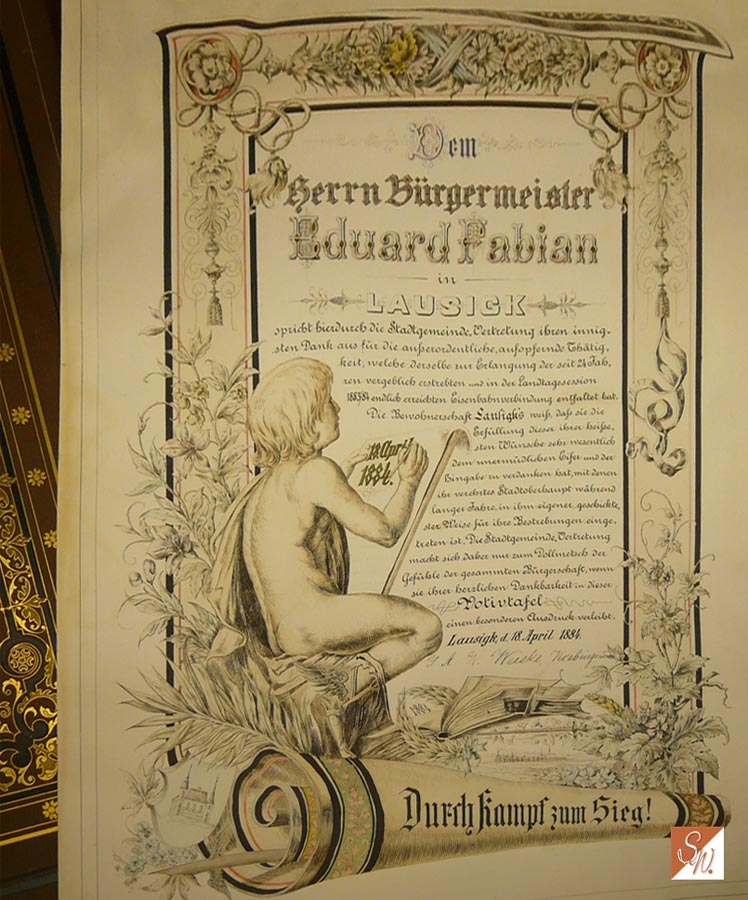 Dem
Herrn Bürgermeister
Eduard Fabian
in
LAUSICK
spricht hierdurch die Stadtgemeinde, Vertretung ihren innig-
sten Dank aus für die außerordentliche, aufopfernde Thätig-
keit, welche derselbe zur Erlangung der seit 24 Jah-
ren vergeblich erstrebten und in der Landtagssession
1883/84 endlich erreichten Eisenbahnverbindung entfaltet hat.
Die Bewohnerschaft Lausigk's weiß, daß sie die
Erfüllung dieser ihrer heiße-
sten Wünsche sehr wesentlich
dem unermüdlichen Eifer und der
Hingabe zu verdanken hat, mit denen
ihr verehrtes Stadtoberhaupt während
langer Jahre, in ihm eigener, geschickte-
ster Weise für ihre Bestrebungen einge-
treten ist. Die Stadtgemeinde, Vertretung
macht sich daher nur zum Dollmetsch der
Gefühle der gesammten Bürgerschaft, wenn
sie ihrer herzlichen Dankbarkeit in dieser
Votivtafel
einen besonderen Ausdruck verleiht.
Lausigk, d. 18. April 1884.
18. April
1884.
1884
Durch Kampf zum Sieg!
SW.